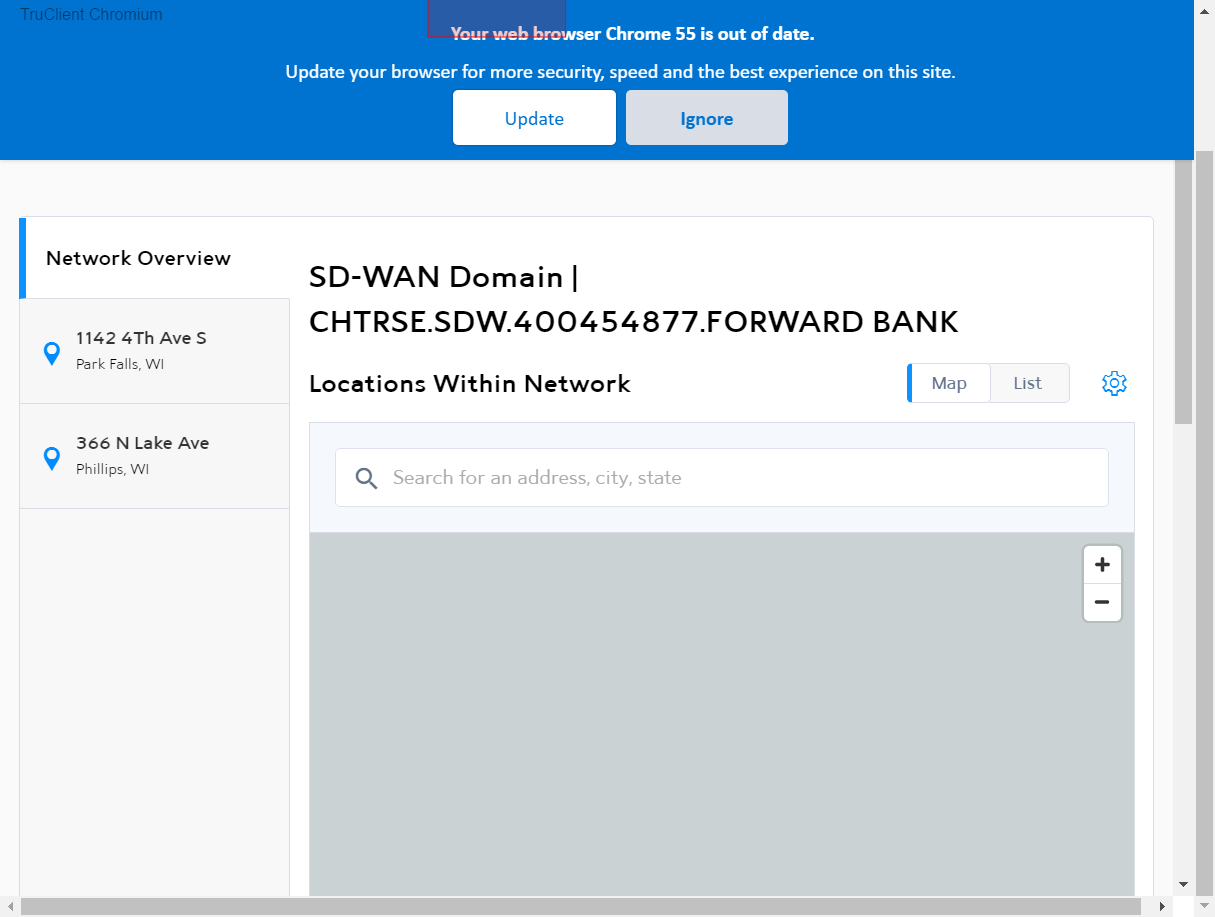 TruClient Chromium
Your web browser Chrome 55 is out of date.
Update your browser for more security, speed and the best experience on this site.
Update
Ignore
Network Overview
1142 4Th Ave S
Park Falls, WI
366 N Lake Ave
Phillips, WI
SD-WAN Domain |
CHTRSE.SDW.400454877.FORWARD BANK
Locations Within Network
Map
List
Search for an address, city, state
+
−